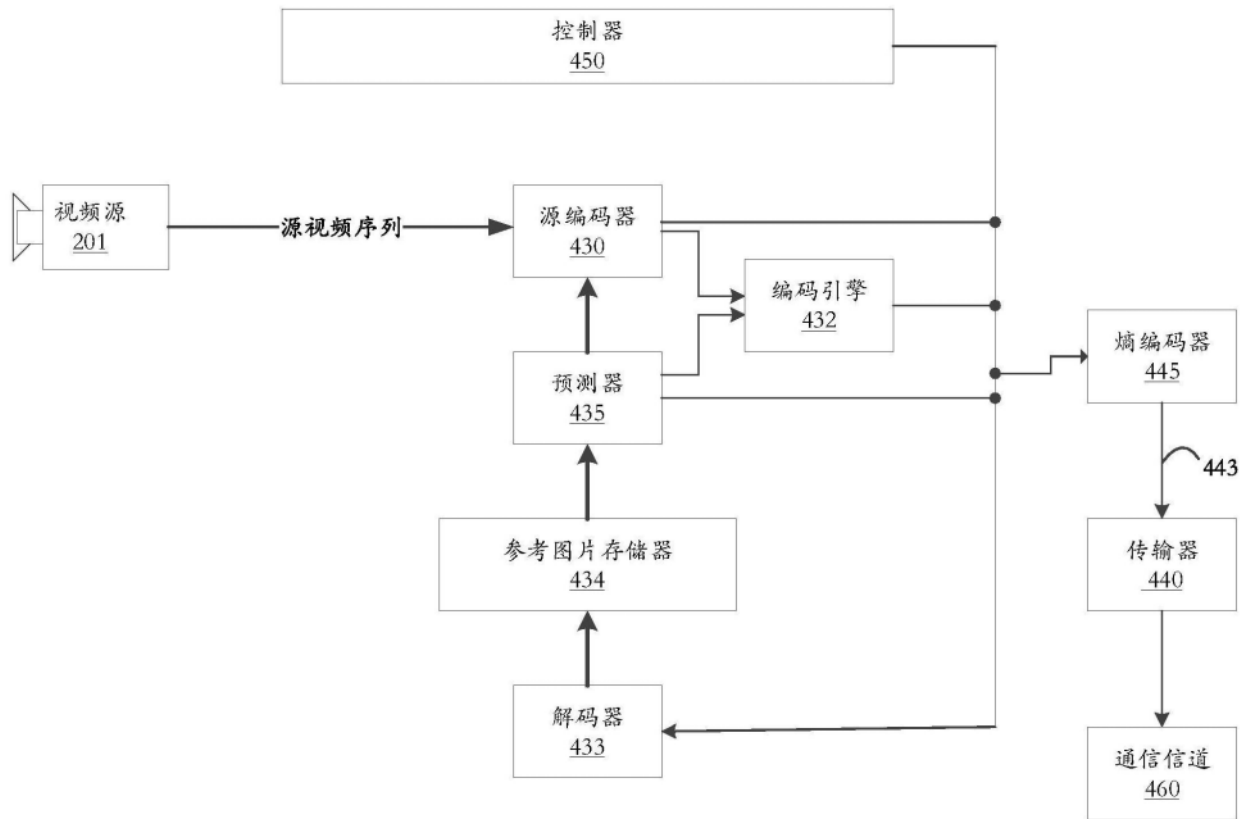 控制器
450
视频源
201
源视频序列
源编码器
430
编码引擎
432
熵编码器
445
预测器
435
443
参考图片存储器
434
传输器
440
解码器
433
通信信道
460